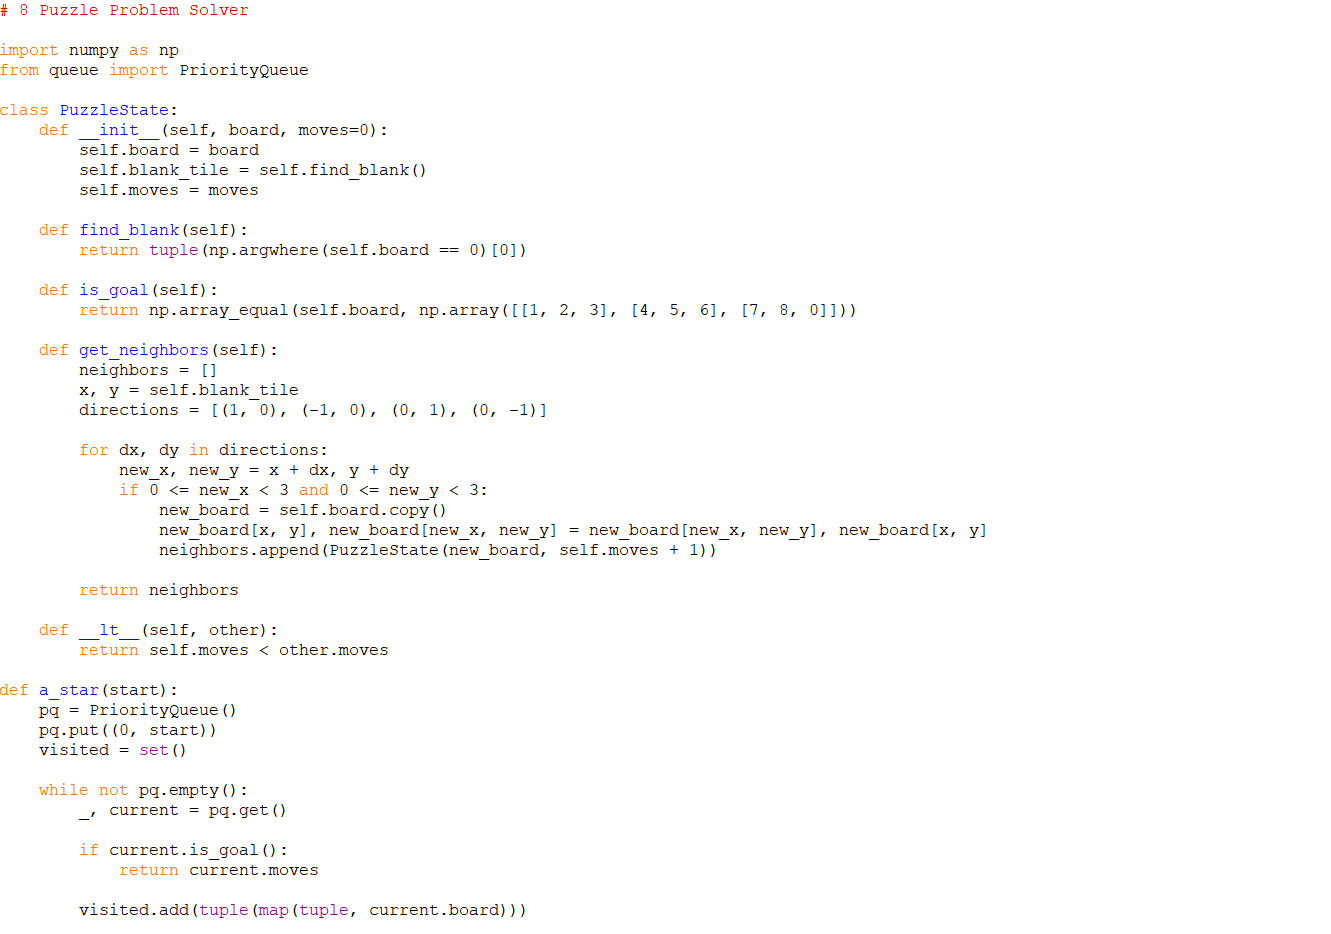 # 8 Puzzle Problem Solver
import numpy as np
from queue import PriorityQueue
class PuzzleState:
    def __init__(self, board, moves=0):
        self.board = board
        self.blank_tile = self.find_blank()
        self.moves = moves
    def find_blank(self):
        return tuple(np.argwhere(self.board == 0)[0])
    def is_goal(self):
        return np.array_equal(self.board, np.array([[1, 2, 3], [4, 5, 6], [7, 8, 0]]))
    def get_neighbors(self):
        neighbors = []
        x, y = self.blank_tile
        directions = [(1, 0), (-1, 0), (0, 1), (0, -1)]
        for dx, dy in directions:
            new_x, new_y = x + dx, y + dy
            if 0 <= new_x < 3 and 0 <= new_y < 3:
                new_board = self.board.copy()
                new_board[x, y], new_board[new_x, new_y] = new_board[new_x, new_y], new_board[x, y]
                neighbors.append(PuzzleState(new_board, self.moves + 1))
        return neighbors
    def __lt__(self, other):
        return self.moves < other.moves
def a_star(start):
    pq = PriorityQueue()
    pq.put((0, start))
    visited = set()
    while not pq.empty():
        _, current = pq.get()
        if current.is_goal():
            return current.moves
        visited.add(tuple(map(tuple, current.board)))